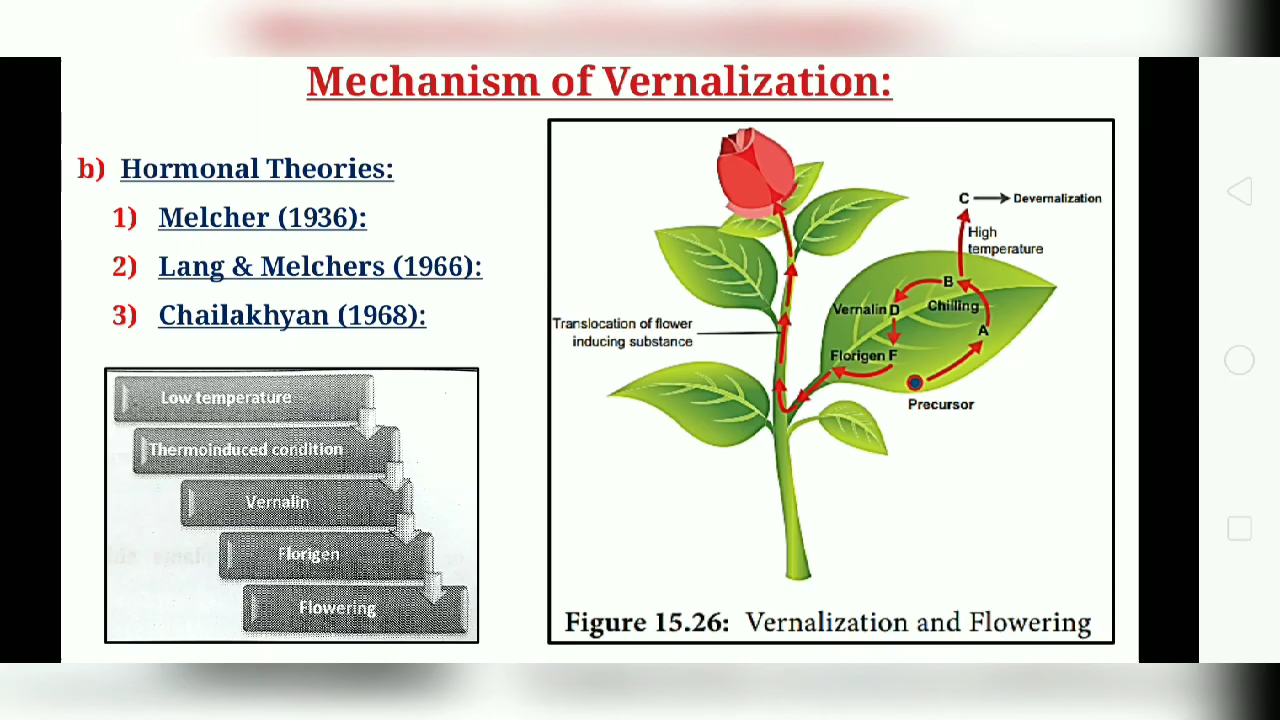 Mechanism of Vernalization:
b) Hormonal Theories:
1) Melcher (1936):
2) Lang & Melchers (1966):
3) Chailakhyan (1968):
Low temperature
Thermoinduced condition
Vernalin
Florigen
Flowering
C → Devernalization
High
temperature
B
Chilling
Vernalin D
A
Florigen F
Precursor
Translocation of flower
inducing substance
Figure 15.26: Vernalization and Flowering